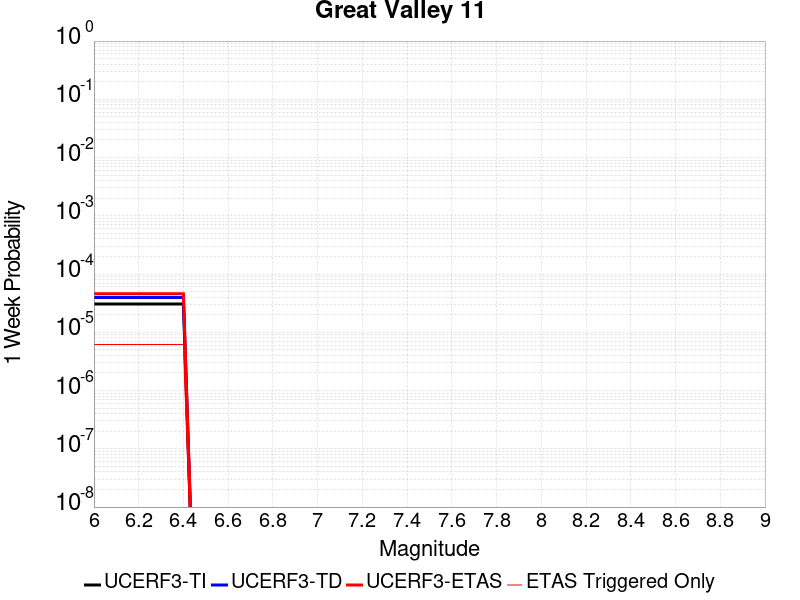 Great Valley 11
10^0
10^-1
10^-2
10^-3
10^-4
10^-5
10^-6
10^-7
10^-8
1 Week Probability
6 6.2 6.4 6.6 6.8 7 7.2 7.4 7.6 7.8 8 8.2 8.4 8.6 8.8 9
Magnitude
UCERF3-TI UCERF3-TD UCERF3-ETAS ETAS Triggered Only